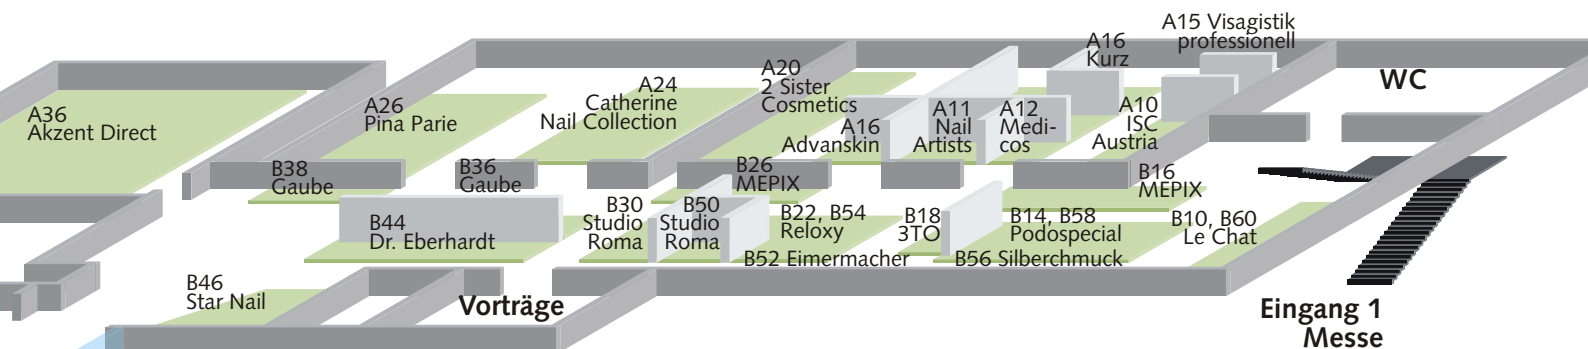 A15 Visagistik
professionell
A16
Kurz
WC
A20
2 Sister
Cosmetics
A24
Catherine
Nail Collection
A26
Pina Parie
A36
Akzent Direct
A16
Advanskin
A11
Nail
Artists
A12
Medi-
cos
A10
ISC
Austria
B38
Gaube
B36
Gaube
B26
MEPIX
B16
MEPIX
B44
Dr. Eberhardt
B30
Studio
Roma
B50
Studio
Roma
B22, B54
Reloxy
B18
3TO
B14, B58
Podospecial
B10, B60
Le Chat
B52 Eimermacher
B56 Silberchmuck
B46
Star Nail
Vorträge
Eingang 1
Messe